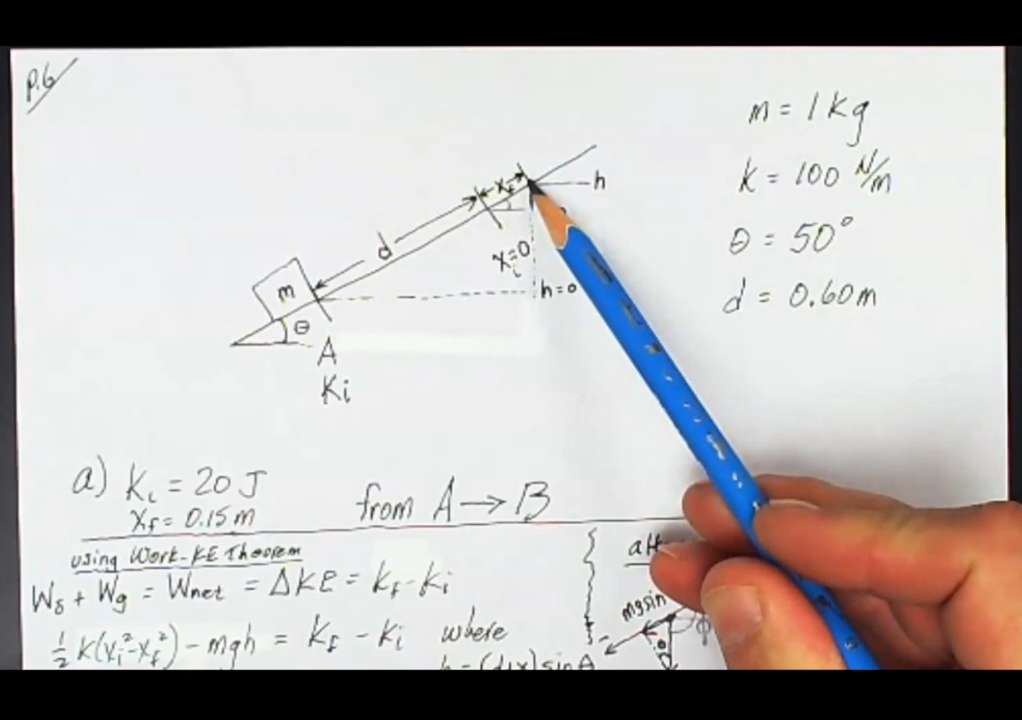 P.6
m = 1 kg
k = 100 N/m
θ = 50°
d = 0.60m
xf
h
d
xi=0
h=0
m
θ
A
Ki
a) Ki = 20 J
xf = 0.15 m
from A → B
using Work-KE Theorem
Ws + Wg = Wnet = ΔKE = Kf - Ki
1/2 k(xi²-xf²) - mgh = Kf - Ki where
mgsin
θ
φ